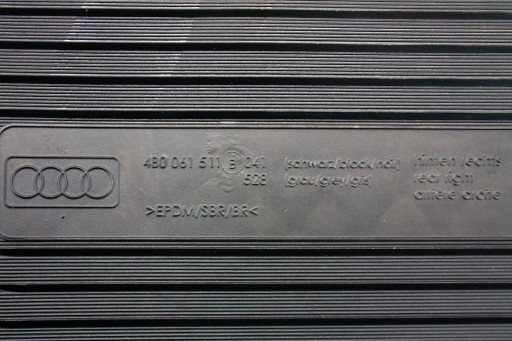 4B0 061 511 B 041 (schwarz/black/noir) hinten rechts
528 (grau/grey/gris) rear right
>EPDM/SBR/BR< arrière droite